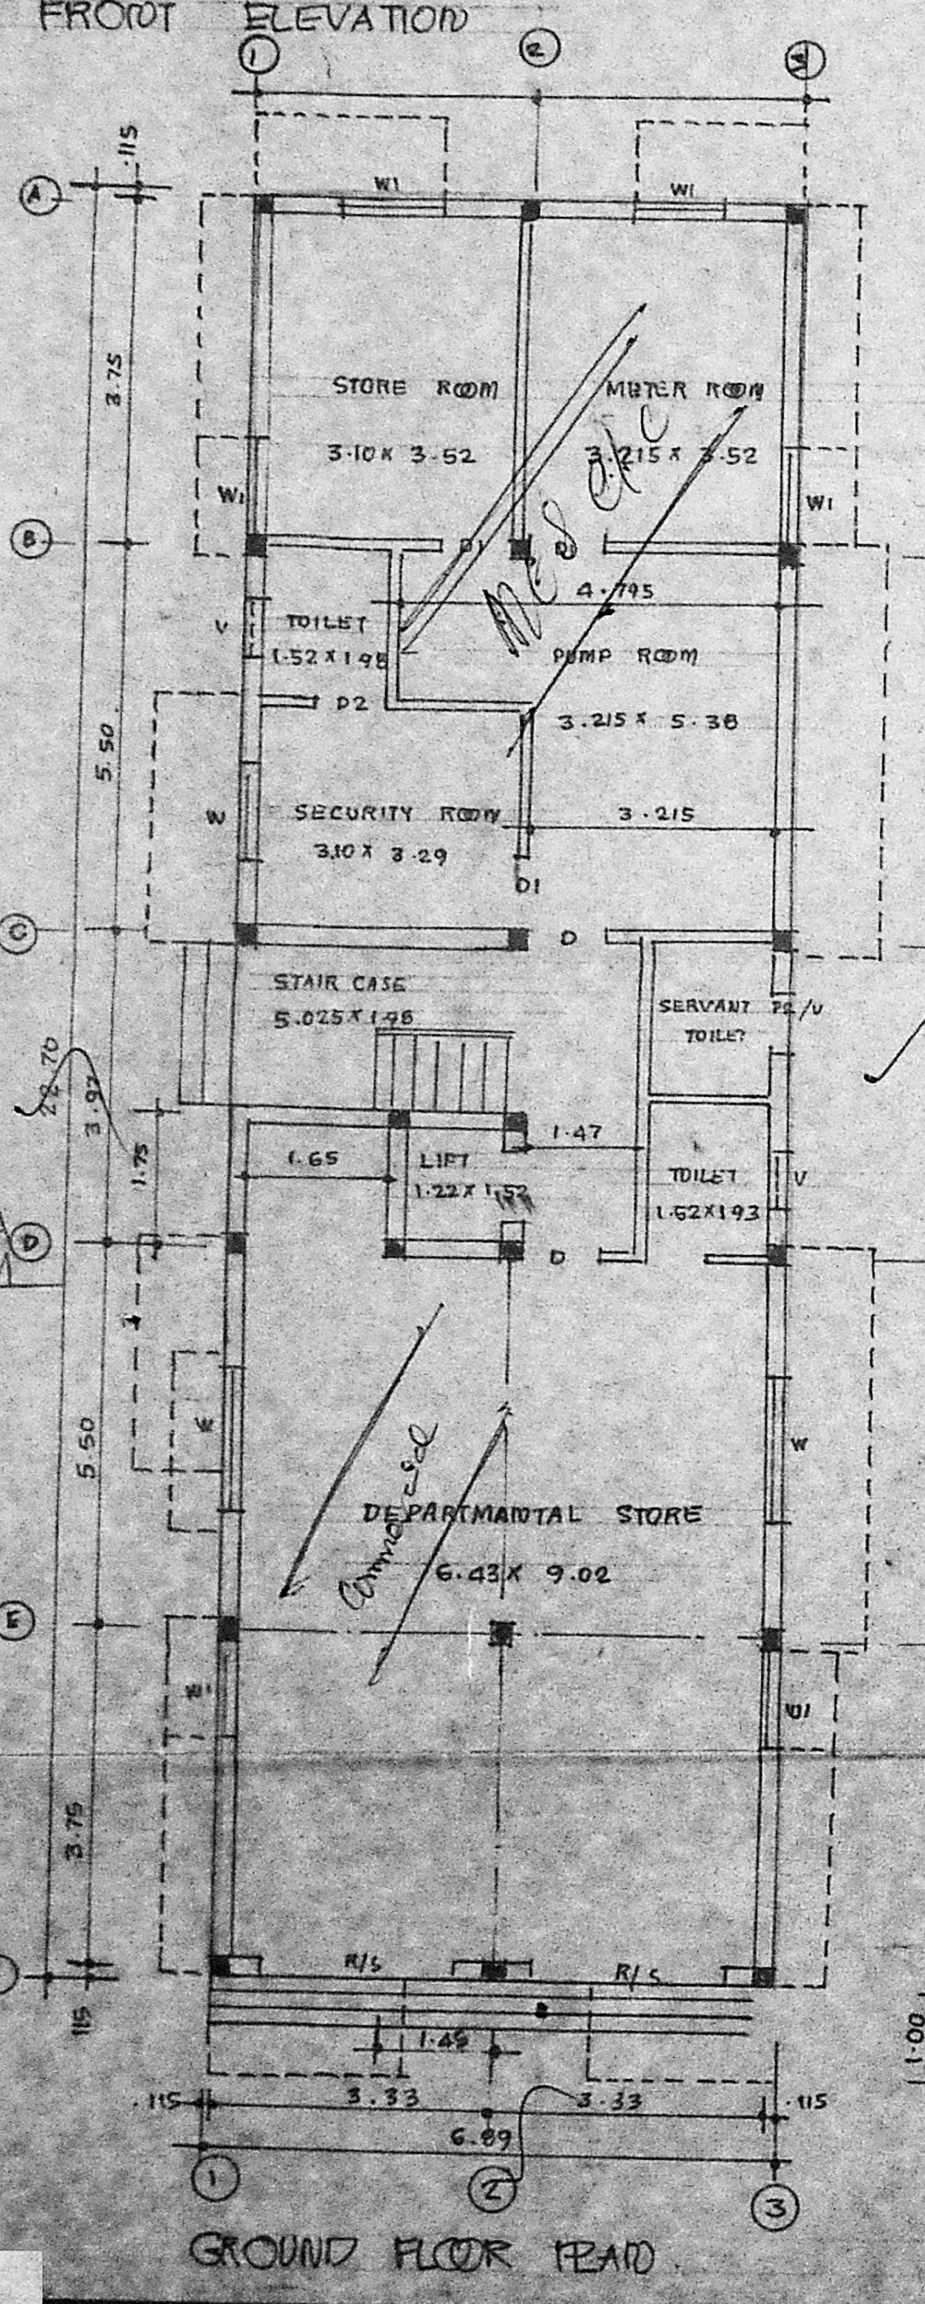 FRONT ELEVATION
1 2 3
.115
A
W1 W1
3.75
STORE ROOM METER ROOM
3.10 X 3.52 3.215 X 3.52
W1 W1
B
D1
4.795
V TOILET
1.52 X 1.98
PUMP ROOM
D2
3.215 X 5.38
5.50
W SECURITY ROOM 3.215
3.10 X 3.29
D1
C
D
STAIR CASE
5.025 X 1.98
SERVANT
TOILET
22.70
3.97
1.75
1.47
1.65 LIFT
1.22 X 1.52
TOILET V
1.52 X 1.93
D
D
5.50
W W
Commercial
DEPARTMANTAL STORE
6.43 X 9.02
E
W1 W1
3.75
R/S R/S
115
1.45
1.00
.115 3.33 3.33 .115
6.89
1 2 3
GROUND FLOOR PLAN